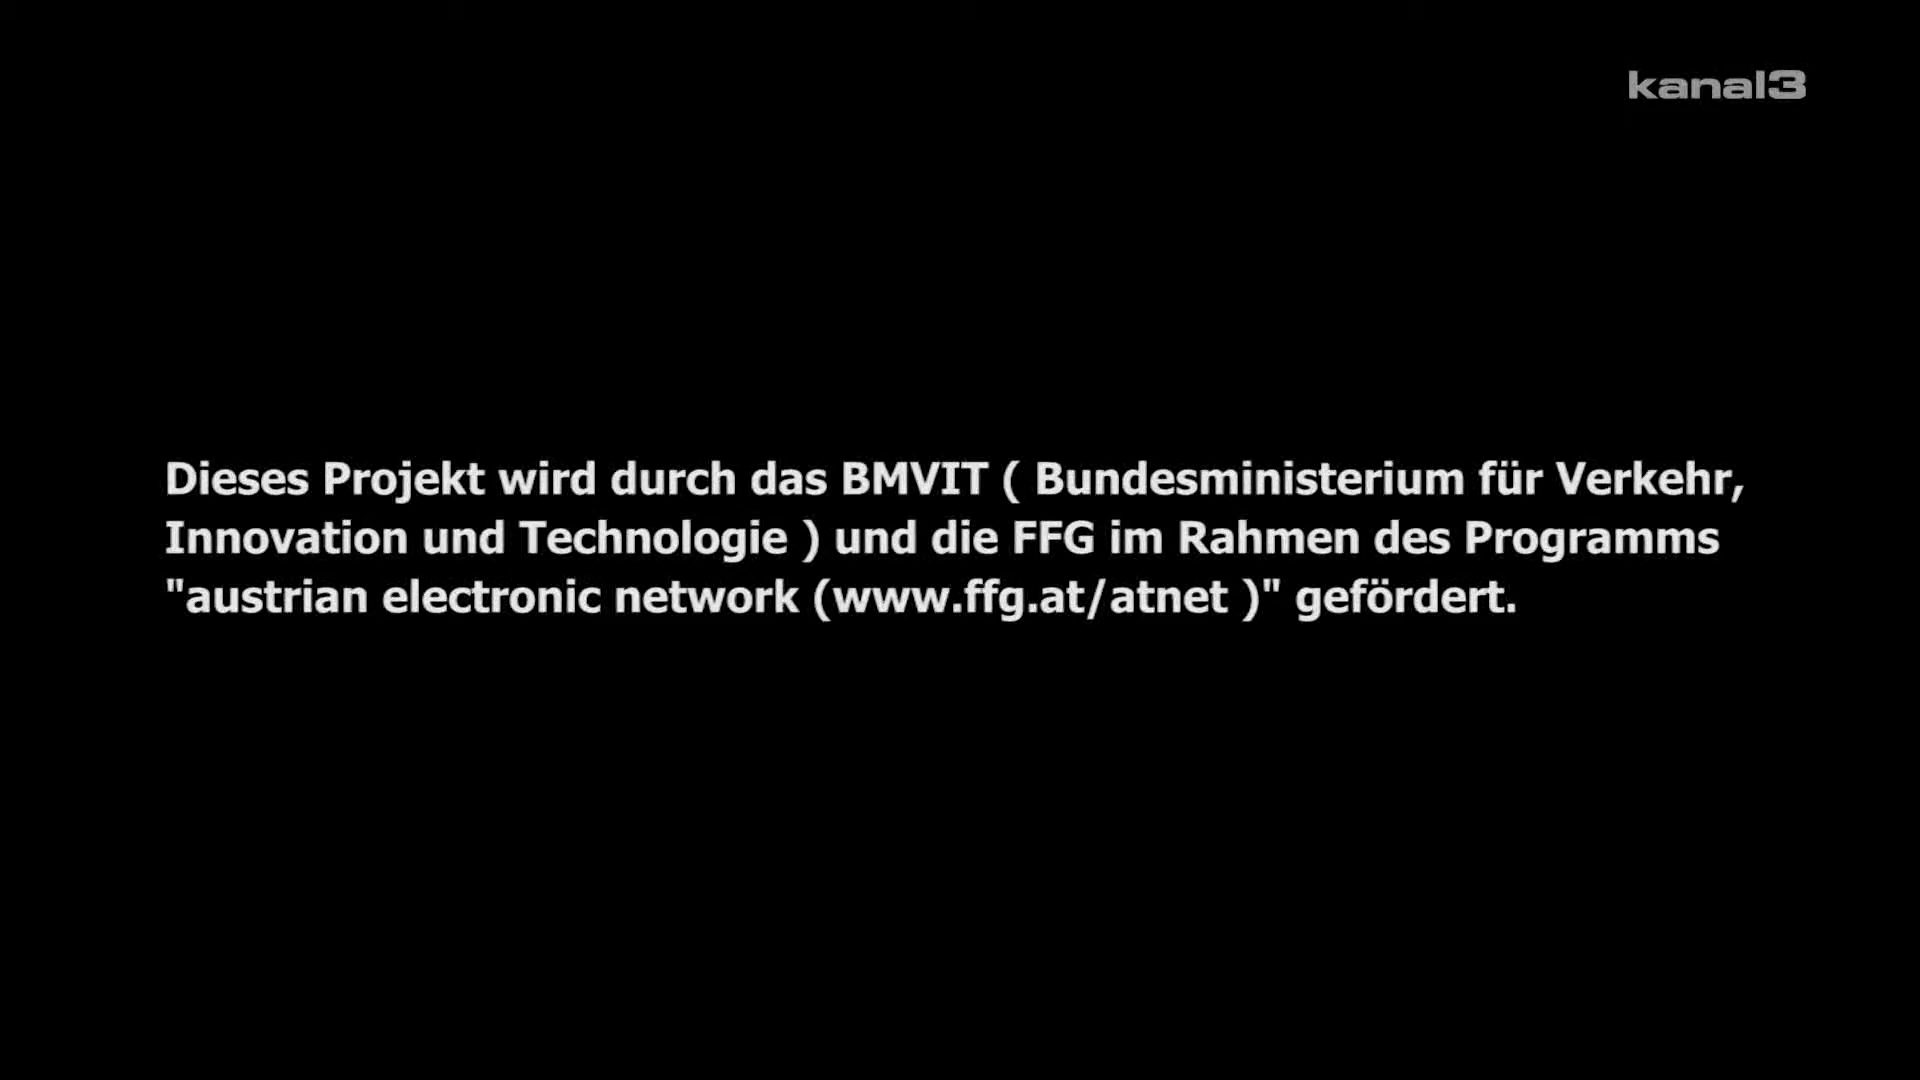 kanal3
Dieses Projekt wird durch das BMVIT ( Bundesministerium für Verkehr,
Innovation und Technologie ) und die FFG im Rahmen des Programms
"austrian electronic network (www.ffg.at/atnet )" gefördert.